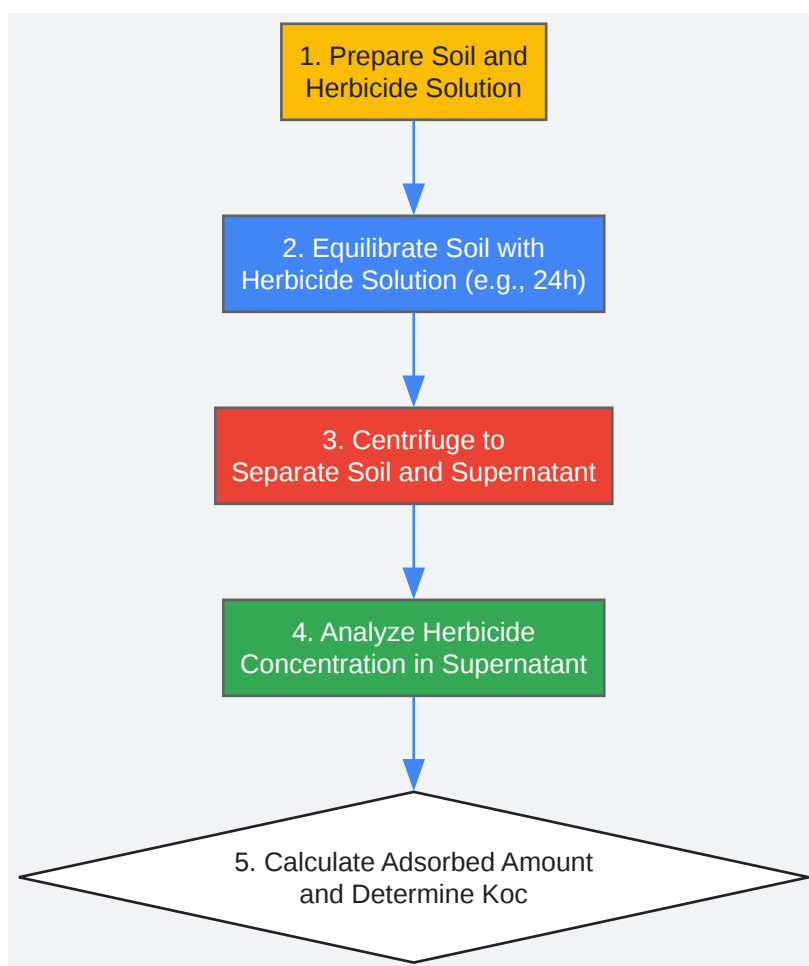 1. Prepare Soil and
Herbicide Solution
2. Equilibrate Soil with
Herbicide Solution (e.g., 24h)
3. Centrifuge to
Separate Soil and Supernatant
4. Analyze Herbicide
Concentration in Supernatant
5. Calculate Adsorbed Amount
and Determine Koc